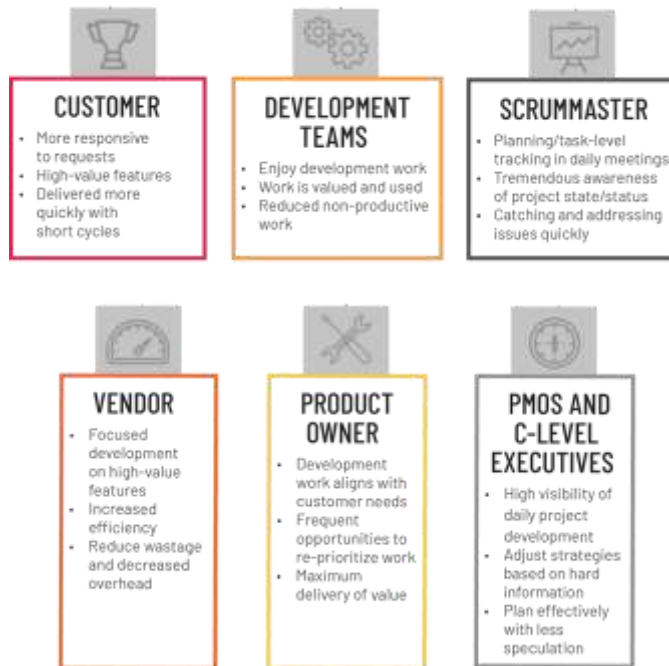 CUSTOMER
• More responsive
to requests
• High-value features
• Delivered more
quickly with
short cycles
DEVELOPMENT
TEAMS
• Enjoy development work
• Work is valued and used
• Reduced non-productive
work
SCRUMMASTER
• Planning/task-level
tracking in daily meetings
• Tremendous awareness
of project state/status
• Catching and addressing
issues quickly
VENDOR
• Focused
development
on high-value
features
• Increased
efficiency
• Reduce wastage
and decreased
overhead
PRODUCT
OWNER
• Development
work aligns with
customer needs
• Frequent
opportunities to
re-prioritize work
• Maximum
delivery of value
PMOS AND
C-LEVEL
EXECUTIVES
• High visibility of
daily project
development
• Adjust strategies
based on hard
information
• Plan effectively
with less
speculation